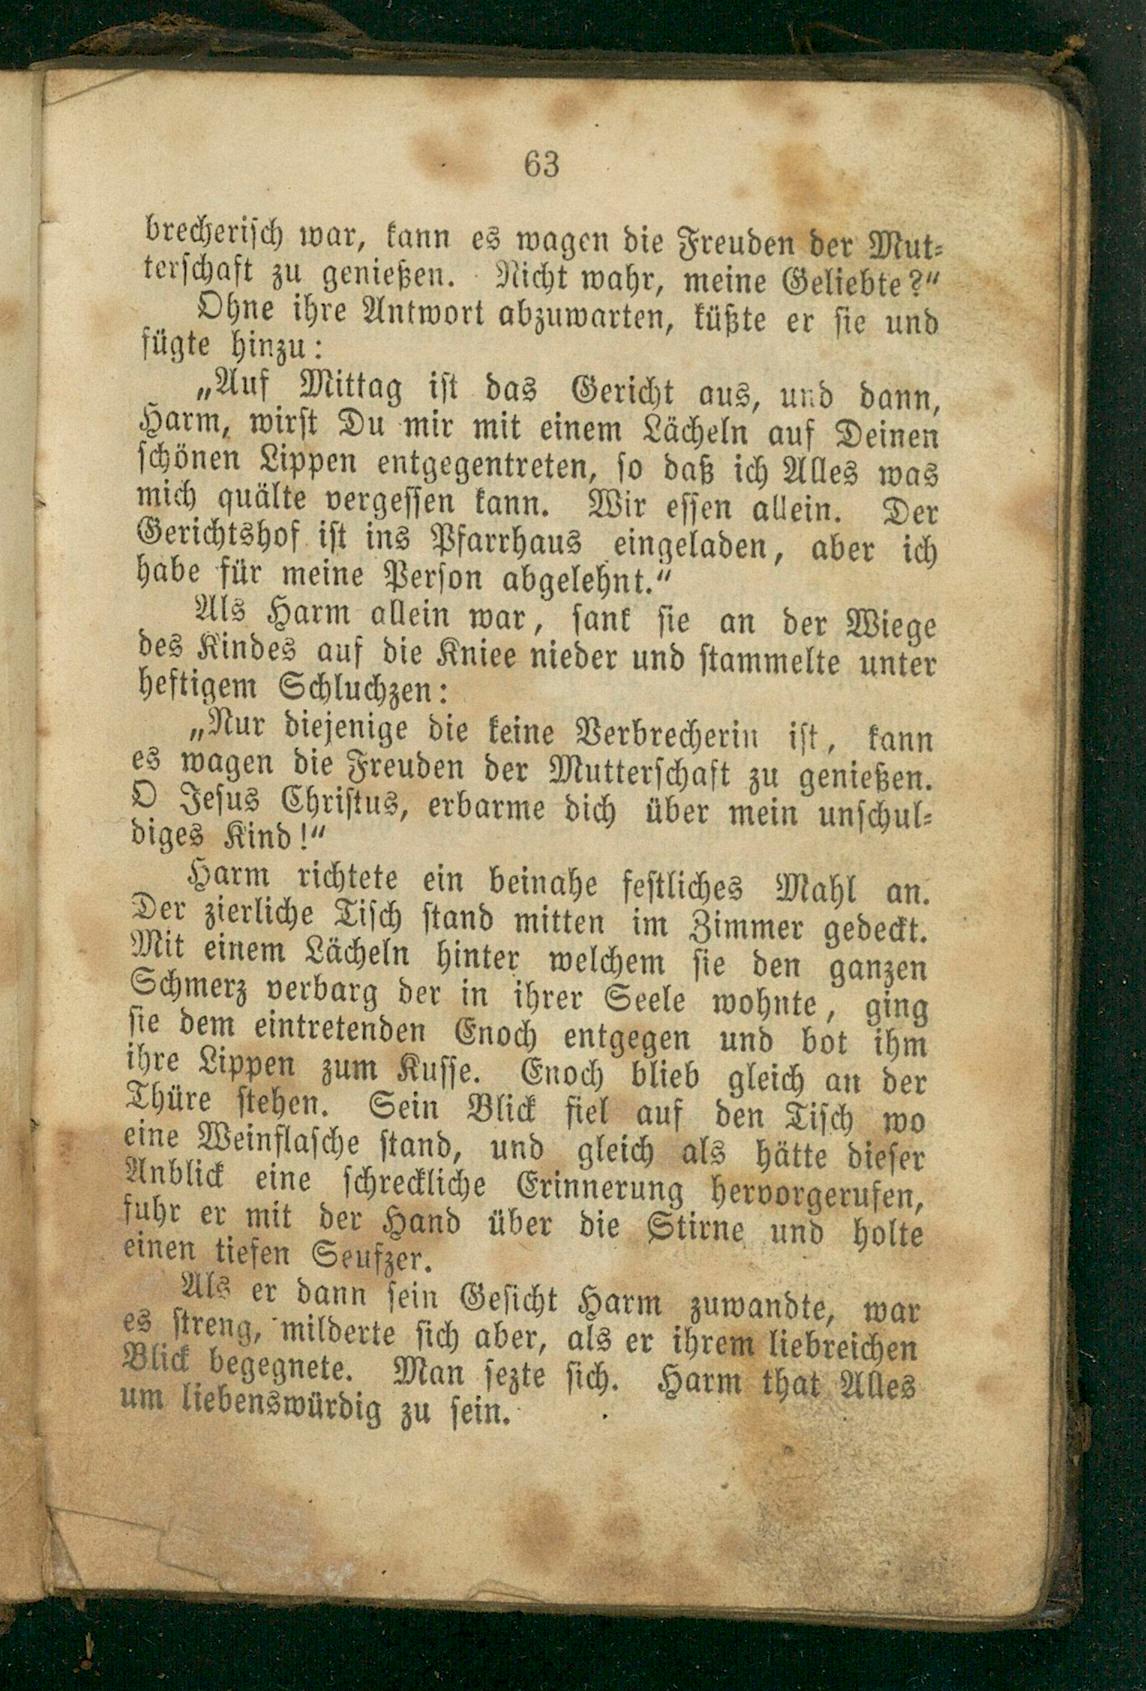 63
brecherisch war, kann es wagen die Freuden der Mut-
terschaft zu genießen. Nicht wahr, meine Geliebte?“
Ohne ihre Antwort abzuwarten, küßte er sie und
fügte hinzu:
„Auf Mittag ist das Gericht aus, und dann,
Harm, wirst Du mir mit einem Lächeln auf Deinen
schönen Lippen entgegentreten, so daß ich Alles was
mich quälte vergessen kann. Wir essen allein. Der
Gerichtshof ist ins Pfarrhaus eingeladen, aber ich
habe für meine Person abgelehnt.“
Als Harm allein war, sank sie an der Wiege
des Kindes auf die Kniee nieder und stammelte unter
heftigem Schluchzen:
„Nur diejenige die keine Verbrecherin ist, kann
es wagen die Freuden der Mutterschaft zu genießen.
O Jesus Christus, erbarme dich über mein unschul-
diges Kind!“
Harm richtete ein beinahe festliches Mahl an.
Der zierliche Tisch stand mitten im Zimmer gedeckt.
Mit einem Lächeln hinter welchem sie den ganzen
Schmerz verbarg der in ihrer Seele wohnte, ging
sie dem eintretenden Enoch entgegen und bot ihm
ihre Lippen zum Kusse. Enoch blieb gleich an der
Thüre stehen. Sein Blick fiel auf den Tisch wo
eine Weinflasche stand, und gleich als hätte dieser
Anblick eine schreckliche Erinnerung hervorgerufen,
fuhr er mit der Hand über die Stirne und holte
einen tiefen Seufzer.
Als er dann sein Gesicht Harm zuwandte, war
es streng, milderte sich aber, als er ihrem liebreichen
Blick begegnete. Man sezte sich. Harm that Alles
um liebenswürdig zu sein.